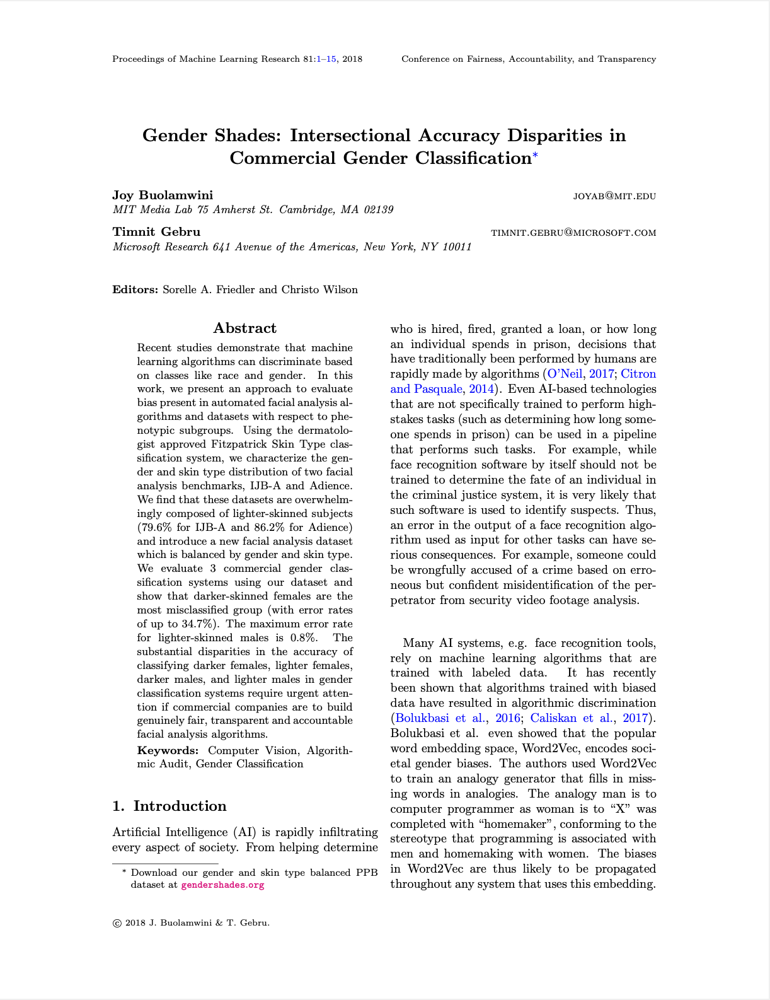 Proceedings of Machine Learning Research 81:1–15, 2018 Conference on Fairness, Accountability, and Transparency
Gender Shades: Intersectional Accuracy Disparities in
Commercial Gender Classification*
Joy Buolamwini JOYAB@MIT.EDU
MIT Media Lab 75 Amherst St. Cambridge, MA 02139
Timnit Gebru TIMNIT.GEBRU@MICROSOFT.COM
Microsoft Research 641 Avenue of the Americas, New York, NY 10011
Editors: Sorelle A. Friedler and Christo Wilson
Abstract
Recent studies demonstrate that machine
learning algorithms can discriminate based
on classes like race and gender. In this
work, we present an approach to evaluate
bias present in automated facial analysis al-
gorithms and datasets with respect to phe-
notypic subgroups. Using the dermatolo-
gist approved Fitzpatrick Skin Type clas-
sification system, we characterize the gen-
der and skin type distribution of two facial
analysis benchmarks, IJB-A and Adience.
We find that these datasets are overwhelm-
ingly composed of lighter-skinned subjects
(79.6% for IJB-A and 86.2% for Adience)
and introduce a new facial analysis dataset
which is balanced by gender and skin type.
We evaluate 3 commercial gender clas-
sification systems using our dataset and
show that darker-skinned females are the
most misclassified group (with error rates
of up to 34.7%). The maximum error rate
for lighter-skinned males is 0.8%. The
substantial disparities in the accuracy of
classifying darker females, lighter females,
darker males, and lighter males in gender
classification systems require urgent atten-
tion if commercial companies are to build
genuinely fair, transparent and accountable
facial analysis algorithms.
Keywords: Computer Vision, Algorith-
mic Audit, Gender Classification
1. Introduction
Artificial Intelligence (AI) is rapidly infiltrating
every aspect of society. From helping determine
* Download our gender and skin type balanced PPB
dataset at gendershades.org
who is hired, fired, granted a loan, or how long
an individual spends in prison, decisions that
have traditionally been performed by humans are
rapidly made by algorithms (O'Neil, 2017; Citron
and Pasquale, 2014). Even AI-based technologies
that are not specifically trained to perform high-
stakes tasks (such as determining how long some-
one spends in prison) can be used in a pipeline
that performs such tasks. For example, while
face recognition software by itself should not be
trained to determine the fate of an individual in
the criminal justice system, it is very likely that
such software is used to identify suspects. Thus,
an error in the output of a face recognition algo-
rithm used as input for other tasks can have se-
rious consequences. For example, someone could
be wrongfully accused of a crime based on erro-
neous but confident misidentification of the per-
petrator from security video footage analysis.
Many AI systems, e.g. face recognition tools,
rely on machine learning algorithms that are
trained with labeled data. It has recently
been shown that algorithms trained with biased
data have resulted in algorithmic discrimination
(Bolukbasi et al., 2016; Caliskan et al., 2017).
Bolukbasi et al. even showed that the popular
word embedding space, Word2Vec, encodes soci-
etal gender biases. The authors used Word2Vec
to train an analogy generator that fills in miss-
ing words in analogies. The analogy man is to
computer programmer as woman is to “X” was
completed with “homemaker”, conforming to the
stereotype that programming is associated with
men and homemaking with women. The biases
in Word2Vec are thus likely to be propagated
throughout any system that uses this embedding.
© 2018 J. Buolamwini & T. Gebru.